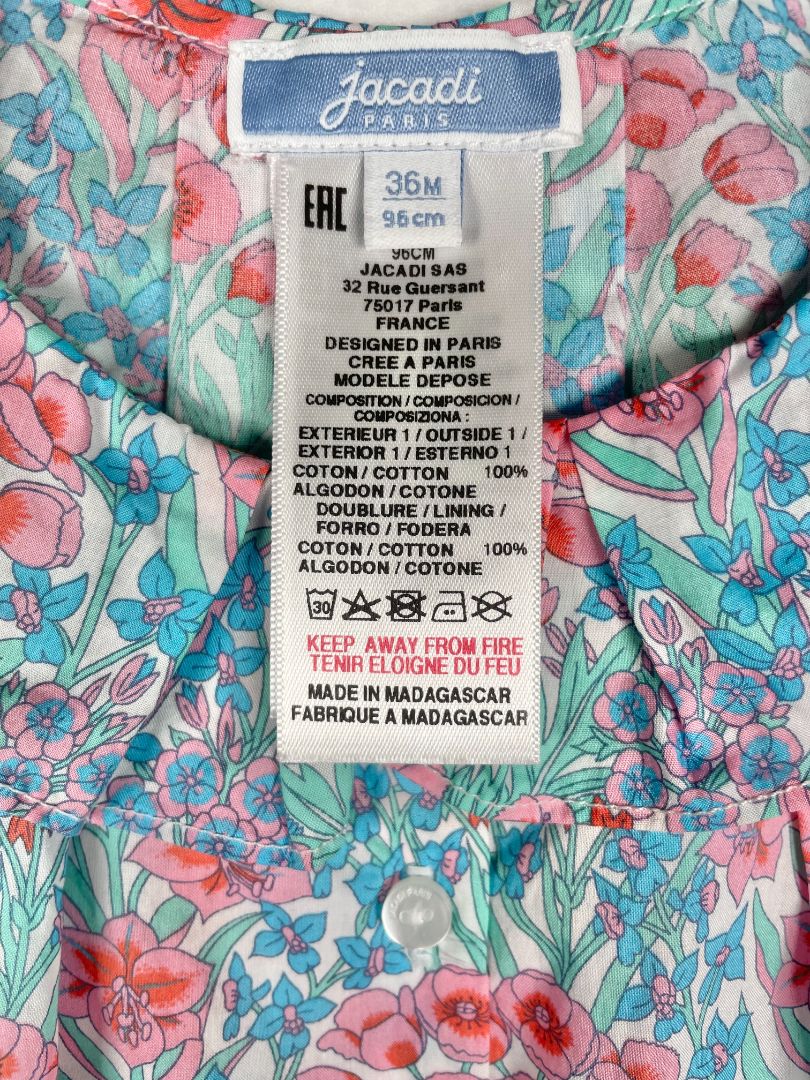 jacadi
PARIS
36M
96cm
EAC
96CM
JACADI SAS
32 Rue Guersant
75017 Paris
FRANCE
DESIGNED IN PARIS
CREE A PARIS
MODELE DEPOSE
COMPOSITION / COMPOSICION /
COMPOSIZIONA :
EXTERIEUR 1 / OUTSIDE 1 /
EXTERIOR 1 / ESTERNO 1
COTON / COTTON 100%
ALGODON / COTONE
DOUBLURE / LINING /
FORRO / FODERA
COTON / COTTON 100%
ALGODON / COTONE
30
KEEP AWAY FROM FIRE
TENIR ELOIGNE DU FEU
MADE IN MADAGASCAR
FABRIQUE A MADAGASCAR